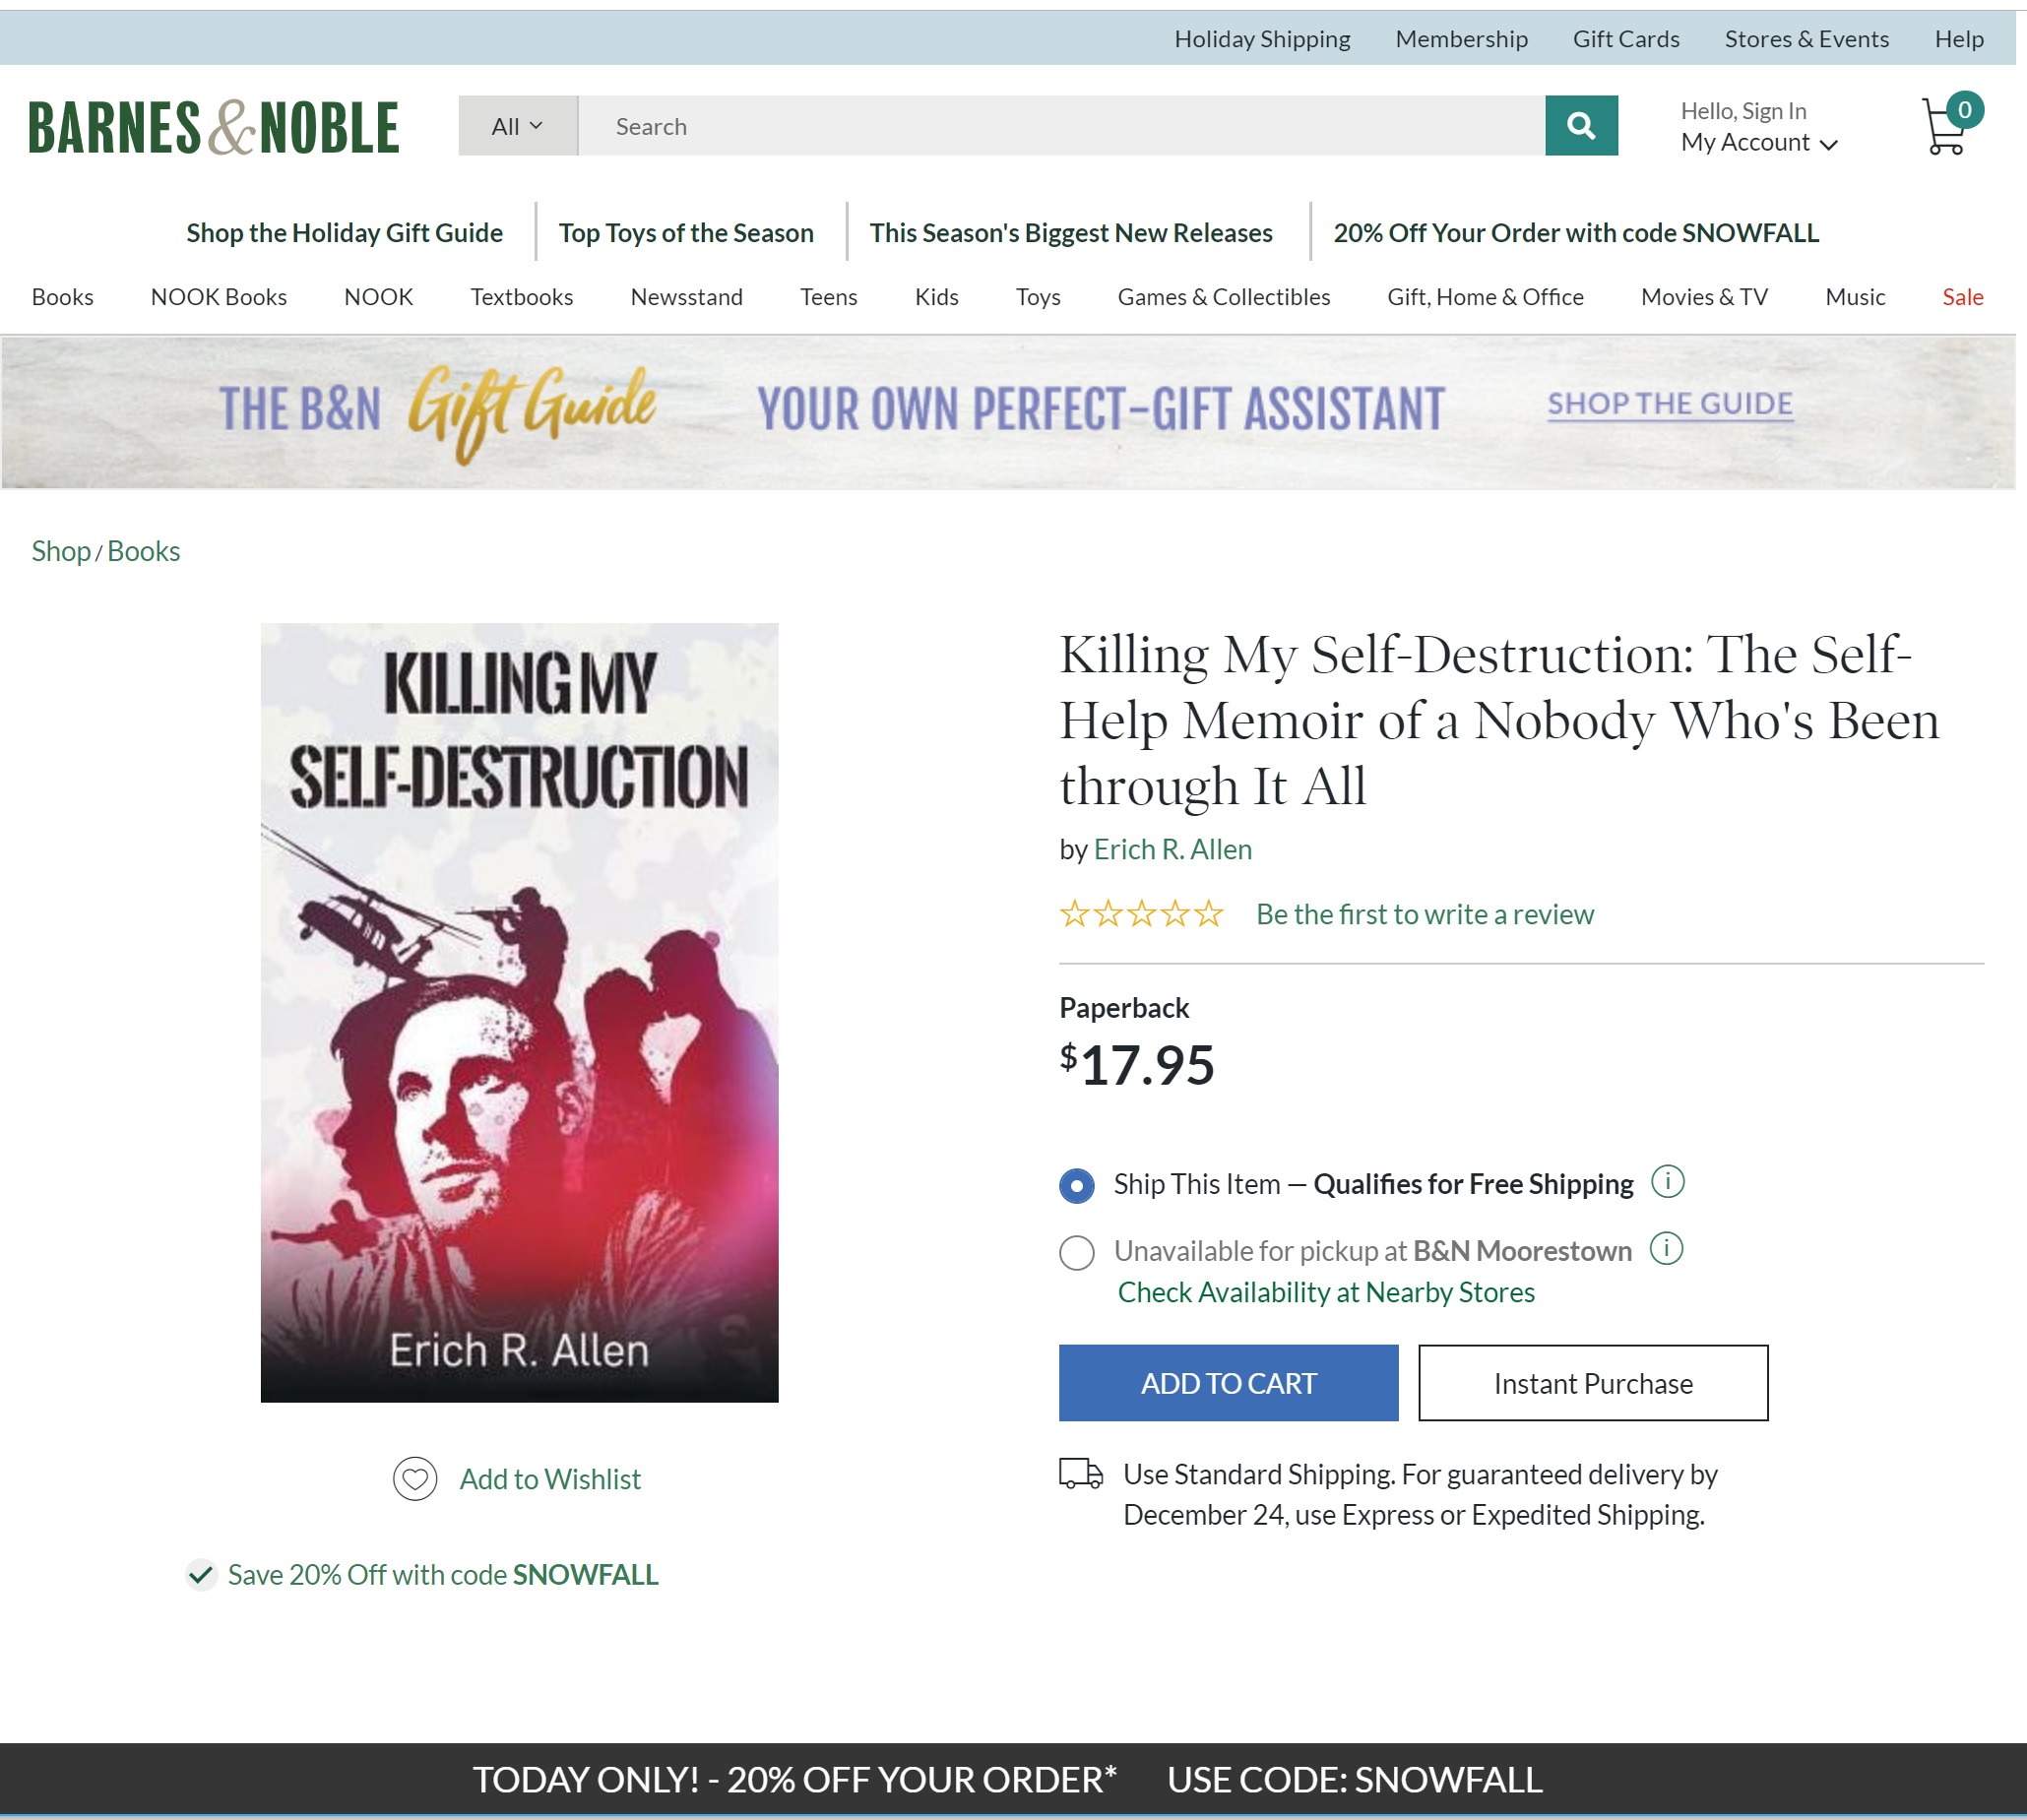 Holiday Shipping Membership Gift Cards Stores & Events Help
BARNES & NOBLE
All Search
Hello, Sign In
My Account
0
Shop the Holiday Gift Guide Top Toys of the Season This Season's Biggest New Releases 20% Off Your Order with code SNOWFALL
Books NOOK Books NOOK Textbooks Newsstand Teens Kids Toys Games & Collectibles Gift, Home & Office Movies & TV Music Sale
THE B&N Gift Guide YOUR OWN PERFECT-GIFT ASSISTANT SHOP THE GUIDE
Shop / Books
KILLING MY
SELF-DESTRUCTION
Erich R. Allen
Add to Wishlist
Save 20% Off with code SNOWFALL
Killing My Self-Destruction: The Self-
Help Memoir of a Nobody Who's Been
through It All
by Erich R. Allen
Be the first to write a review
Paperback
$17.95
Ship This Item — Qualifies for Free Shipping i
Unavailable for pickup at B&N Moorestown i
Check Availability at Nearby Stores
ADD TO CART Instant Purchase
Use Standard Shipping. For guaranteed delivery by
December 24, use Express or Expedited Shipping.
TODAY ONLY! - 20% OFF YOUR ORDER* USE CODE: SNOWFALL